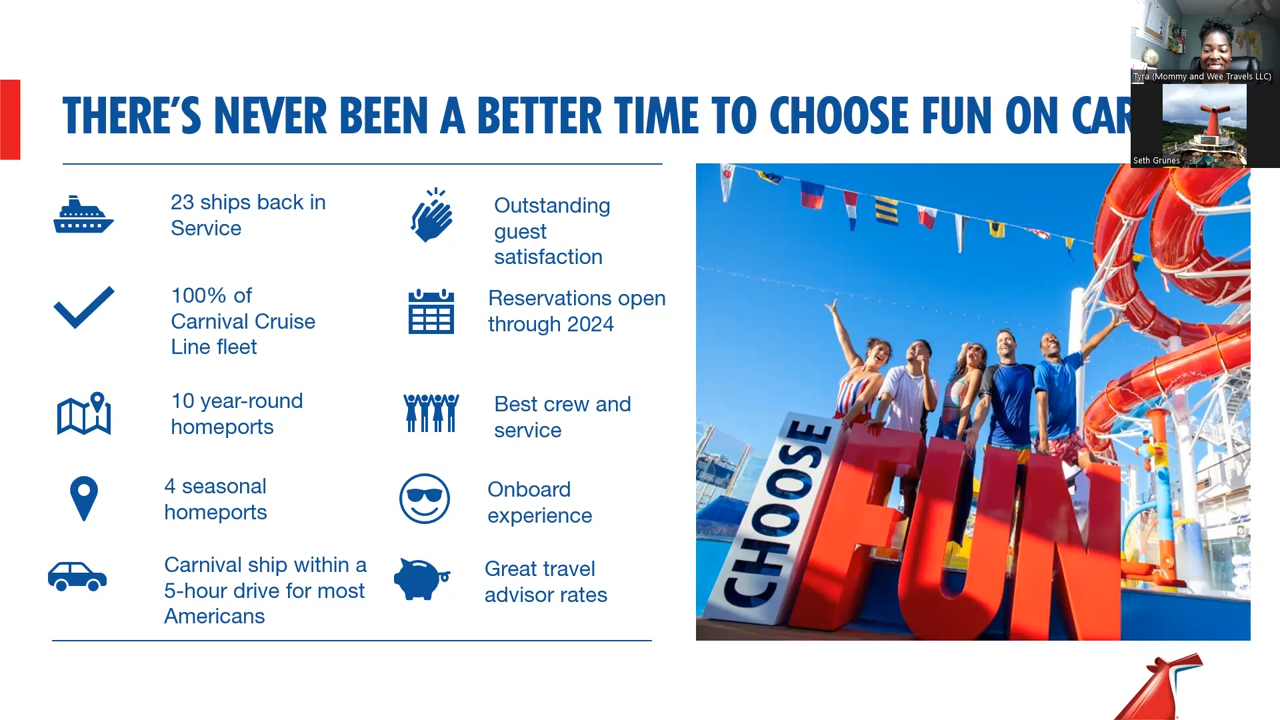 THERE'S NEVER BEEN A BETTER TIME TO CHOOSE FUN ON CAR
Tyra (Mommy and Wee Travels LLC)
Seth Grunes
23 ships back in
Service
100% of
Carnival Cruise
Line fleet
10 year-round
homeports
4 seasonal
homeports
Carnival ship within a
5-hour drive for most
Americans
Outstanding
guest
satisfaction
Reservations open
through 2024
Best crew and
service
Onboard
experience
Great travel
advisor rates
CHOOSE
FUN